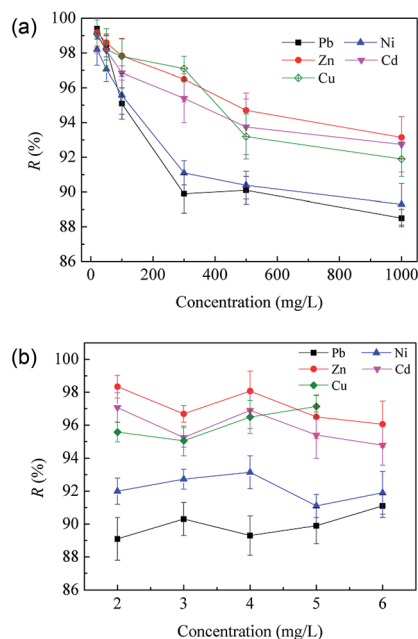 (a)
100
98
96
94
92
90
88
86
R (%)
Pb
Ni
Zn
Cd
Cu
0
200
400
600
800
1000
Concentration (mg/L)
(b)
100
98
96
94
92
90
88
86
R (%)
Pb
Ni
Zn
Cd
Cu
2
3
4
5
6
Concentration (mg/L)